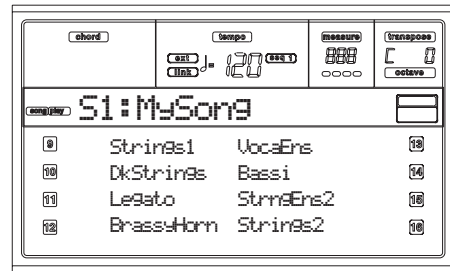 chord tempo measure transpose
ext ♩= 120 seq 1 888 C 0
link octave
song play S1:MySong
9 Strings1 VocaEns 13
10 DkStrings Bassi 14
11 Legato StrngEns2 15
12 BrassyHorn Strings2 16